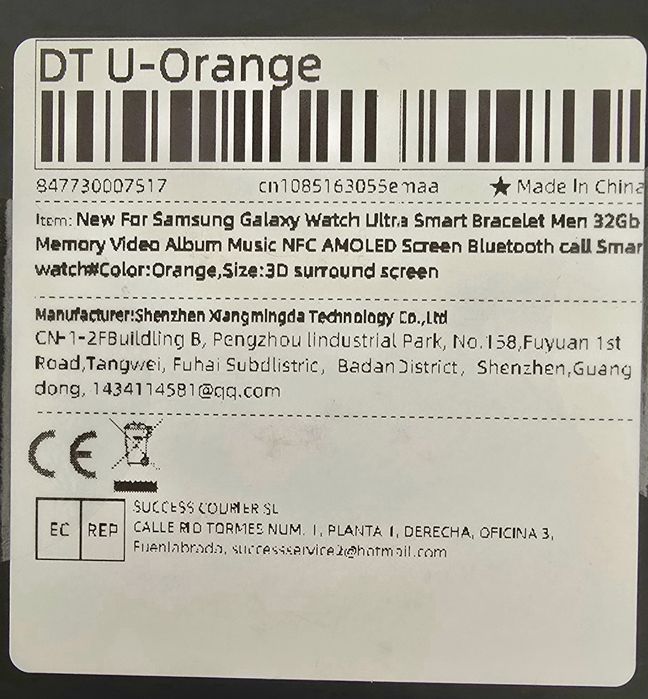 DT U-Orange
847730007517 cn1085163055emaa ★ Made In China
Item: New For Samsung Galaxy Watch Ultra Smart Bracelet Men 32Gb
Memory Video Album Music NFC AMOLED Screen Bluetooth call Smar
watch#Color:Orange,Size:3D surround screen
Manufacturer:Shenzhen Xiangmingda Technology Co.,Ltd
CN-1-2FBuildling B, Pengzhou lindustrial Park, No.158,Fuyuan 1st
Road,Tangwei, Fuhai Subdlistric, BadanDistrict, Shenzhen,Guang
dong, 1434114581@qq.com
CE
EC REP
SUCCESS COURIER SL
CALLE RIO TORMES NUM. 1, PLANTA 1, DERECHA, OFICINA 3,
Fuenlabrada, successservice2@hotmail.com